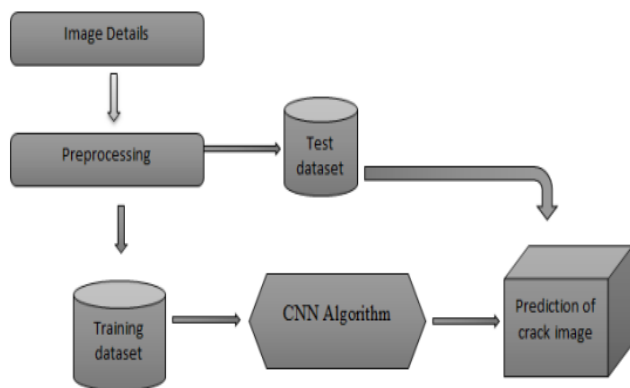 Image Details
Preprocessing
Test
dataset
Training
dataset
CNN Algorithm
Prediction of
crack image